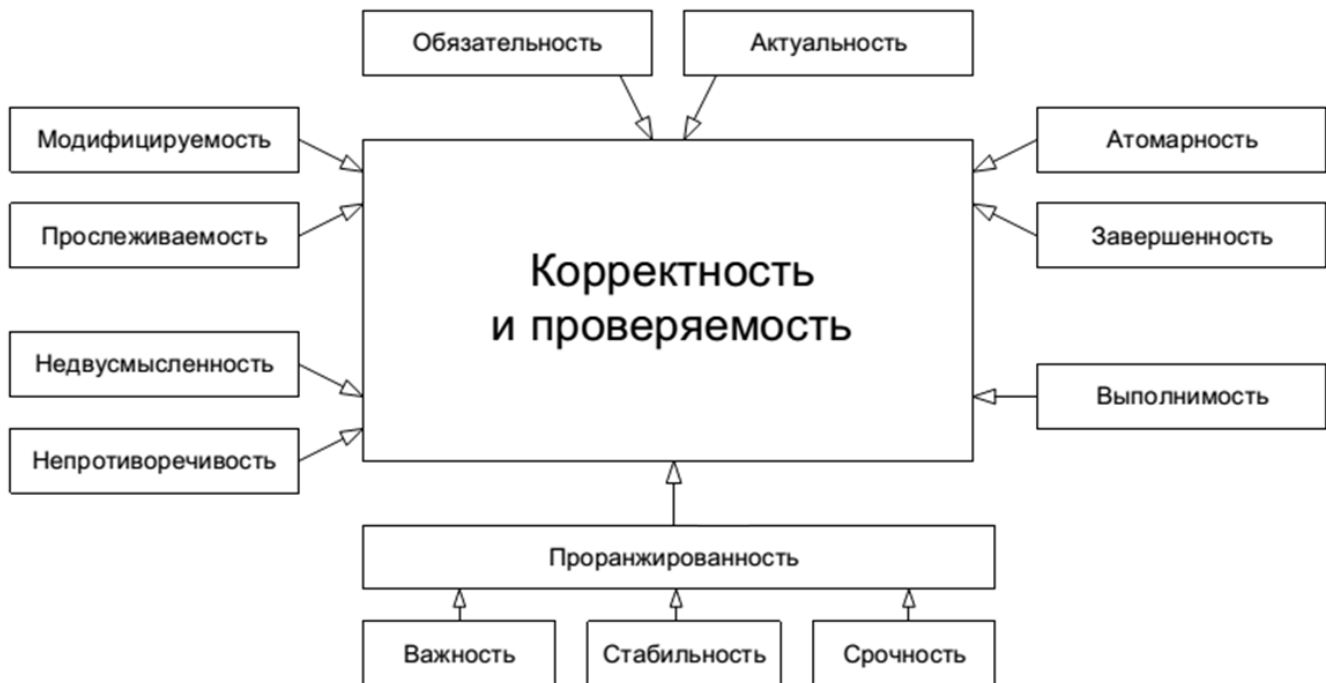 Обязательность
Актуальность
Модифицируемость
Атомарность
Прослеживаемость
Завершенность
Корректность
и проверяемость
Недвусмысленность
Выполнимость
Непротиворечивость
Проранжированность
Важность
Стабильность
Срочность